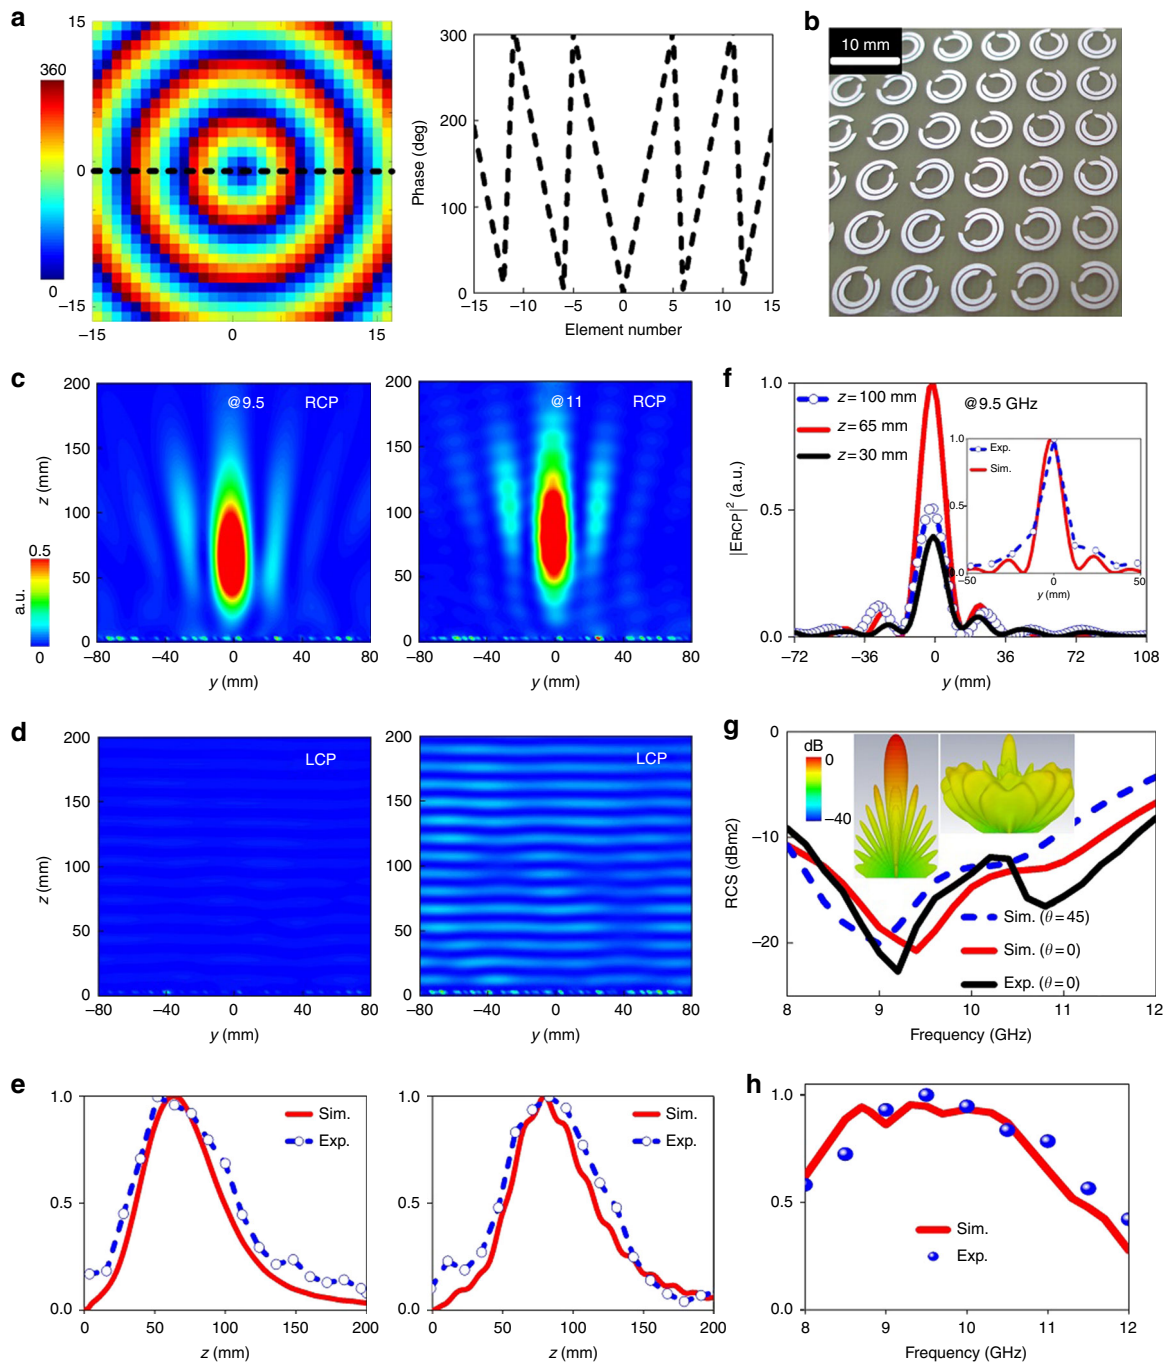 a
15
360
0
0
−15
−15
0
15
300
200
100
0
Phase (deg)
−15
−10
−5
0
5
10
15
Element number
b
10 mm
c
200
150
100
50
0
z (mm)
@9.5
RCP
−80
−40
0
40
80
y (mm)
0.5
a.u.
0
200
150
100
50
0
@11
RCP
−80
−40
0
40
80
y (mm)
f
1.0
0.5
0.0
|ERCP|² (a.u.)
z = 100 mm
z = 65 mm
z = 30 mm
@9.5 GHz
1.0
0.5
0.0
Exp.
Sim.
−50
0
50
y (mm)
−72
−36
0
36
72
108
y (mm)
d
200
150
100
50
0
z (mm)
LCP
−80
−40
0
40
80
y (mm)
200
150
100
50
0
LCP
−80
−40
0
40
80
y (mm)
g
0
−10
−20
RCS (dBm2)
dB
0
−40
Sim. (θ = 45)
Sim. (θ = 0)
Exp. (θ = 0)
8
9
10
11
12
Frequency (GHz)
e
1.0
0.5
0.0
Sim.
Exp.
0
50
100
150
200
z (mm)
1.0
0.5
0.0
Sim.
Exp.
0
50
100
150
200
z (mm)
h
1.0
0.5
0.0
Sim.
Exp.
8
9
10
11
12
Frequency (GHz)